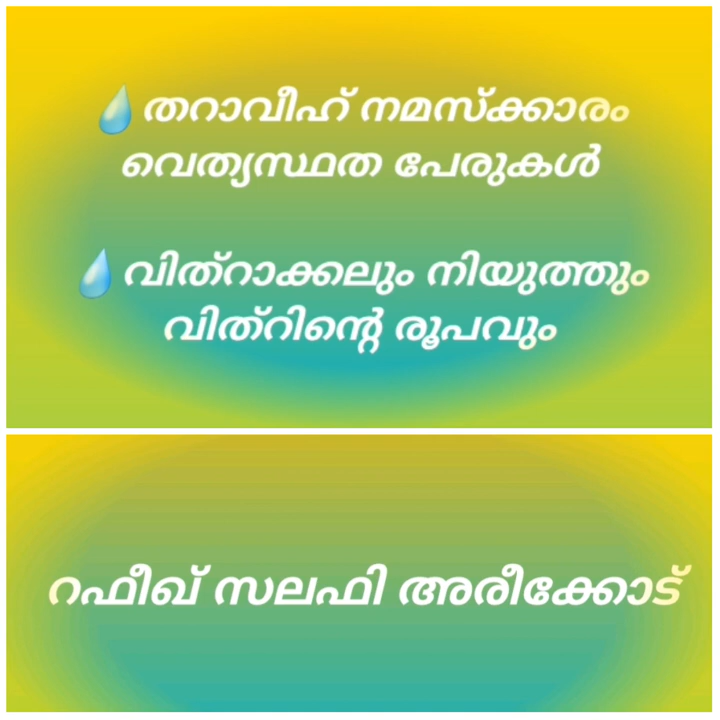 💧തറാവീഹ് നമസ്ക്കാരം
വെത്യസ്ഥത പേരുകൾ
💧വിത്റാക്കലും നിയുത്തും
വിത്റിന്റെ രൂപവും
റഫീഖ് സലഫി അരീക്കോട്